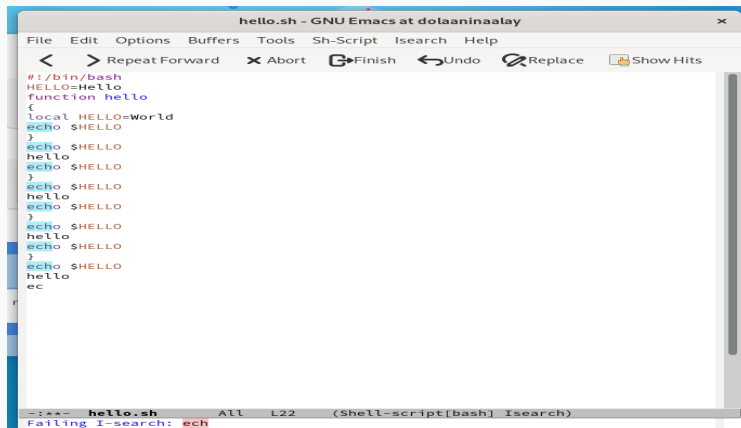 hello.sh - GNU Emacs at dolaaninaalay
File Edit Options Buffers Tools Sh-Script Isearch Help
Repeat Forward Abort Finish Undo Replace Show Hits
#!/bin/bash
HELLO=Hello
function hello
{
local HELLO=World
echo $HELLO
}
echo $HELLO
hello
echo $HELLO
}
echo $HELLO
hello
echo $HELLO
}
echo $HELLO
hello
echo $HELLO
}
echo $HELLO
hello
ec
-:**- hello.sh All L22 (Shell-script[bash] Isearch)
Failing I-search: ech